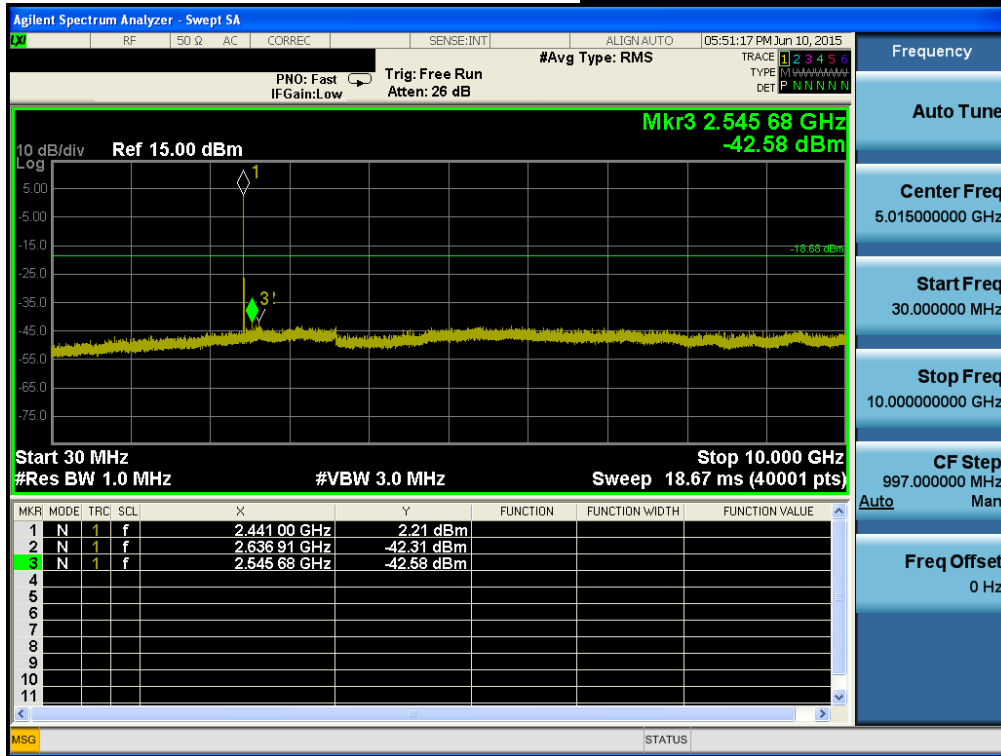 Agilent Spectrum Analyzer - Swept SA
LXI RF 50 Ω AC CORREC SENSE:INT ALIGN AUTO 05:51:17 PM Jun 10, 2015
Frequency
#Avg Type: RMS TRACE 1 2 3 4 5 6
PNO: Fast Trig: Free Run TYPE M WWWWW
IFGain:Low Atten: 26 dB DET P N N N N N
Auto Tune
Mkr3 2.545 68 GHz
-42.58 dBm
10 dB/div Ref 15.00 dBm
Log
1
5.00
-5.00
-15.0
-18.68 dBm
-25.0
3
-35.0
-45.0
-55.0
-65.0
-75.0
Center Freq
5.015000000 GHz
Start Freq
30.000000 MHz
Stop Freq
10.000000000 GHz
Start 30 MHz Stop 10.000 GHz
#Res BW 1.0 MHz #VBW 3.0 MHz Sweep 18.67 ms (40001 pts)
CF Step
997.000000 MHz
Auto Man
MKR MODE TRC SCL X Y FUNCTION FUNCTION WIDTH FUNCTION VALUE
1 N 1 f 2.441 00 GHz 2.21 dBm
2 N 1 f 2.636 91 GHz -42.31 dBm
3 N 1 f 2.545 68 GHz -42.58 dBm
4
5
6
7
8
9
10
11
Freq Offset
0 Hz
MSG STATUS